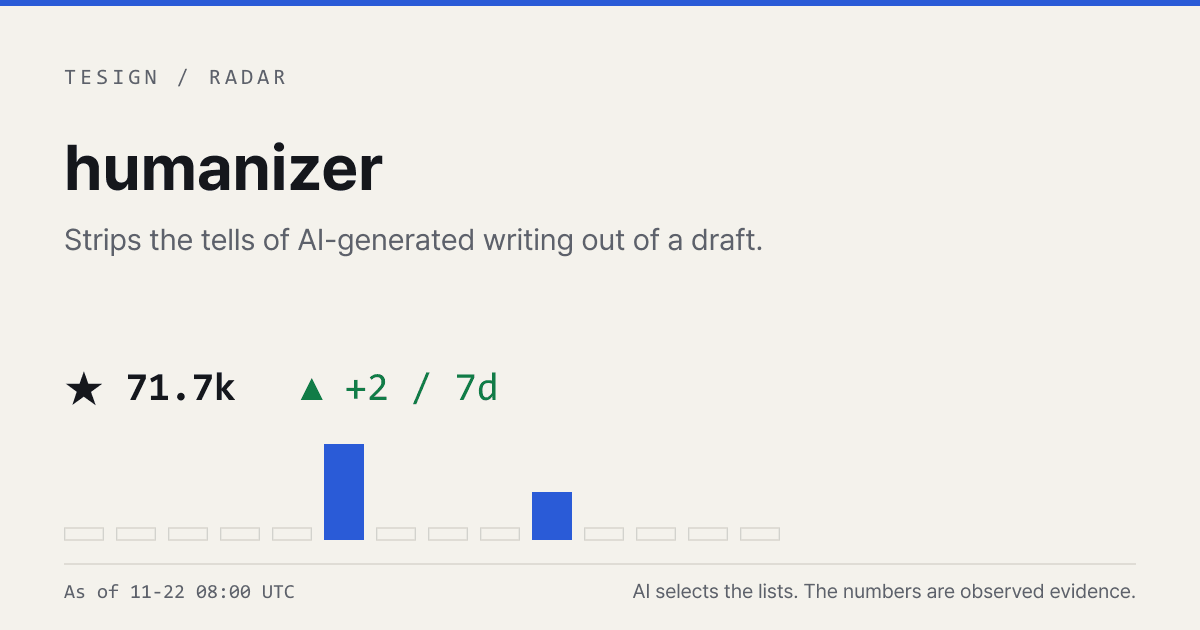 TESIGN / RADAR
humanizer
Strips the tells of AI-generated writing out of a draft.
★ 71.7k ▲ +2 / 7d
As of 11-22 08:00 UTC
AI selects the lists. The numbers are observed evidence.